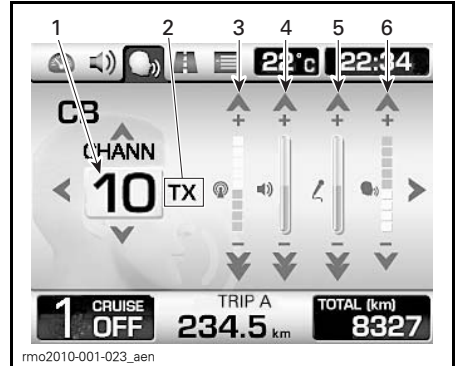 1 2 3 4 5 6
22°C 22:34
CB
CHANN
10 TX
+ + + +
− − − −
1 CRUISE OFF
TRIP A
234.5 km
TOTAL (km)
8327
rmo2010-001-023_aen